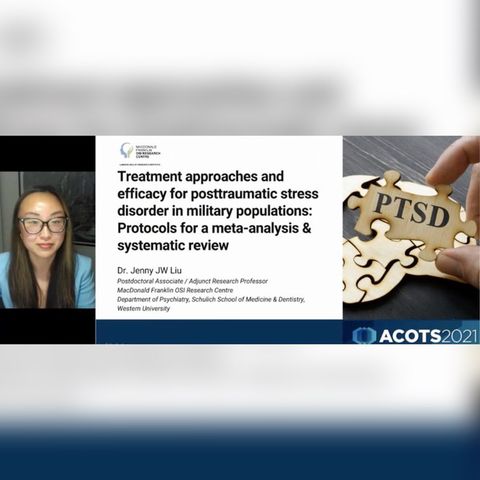 MACDONALD
FRANKLIN
OSI RESEARCH
CENTRE
Treatment approaches and
efficacy for posttraumatic stress
disorder in military populations:
Protocols for a meta-analysis &
systematic review
Dr. Jenny JW Liu
Postdoctoral Associate / Adjunct Research Professor
MacDonald Franklin OSI Research Centre
Department of Psychiatry, Schulich School of Medicine & Dentistry,
Western University
PTSD
ACOTS2021